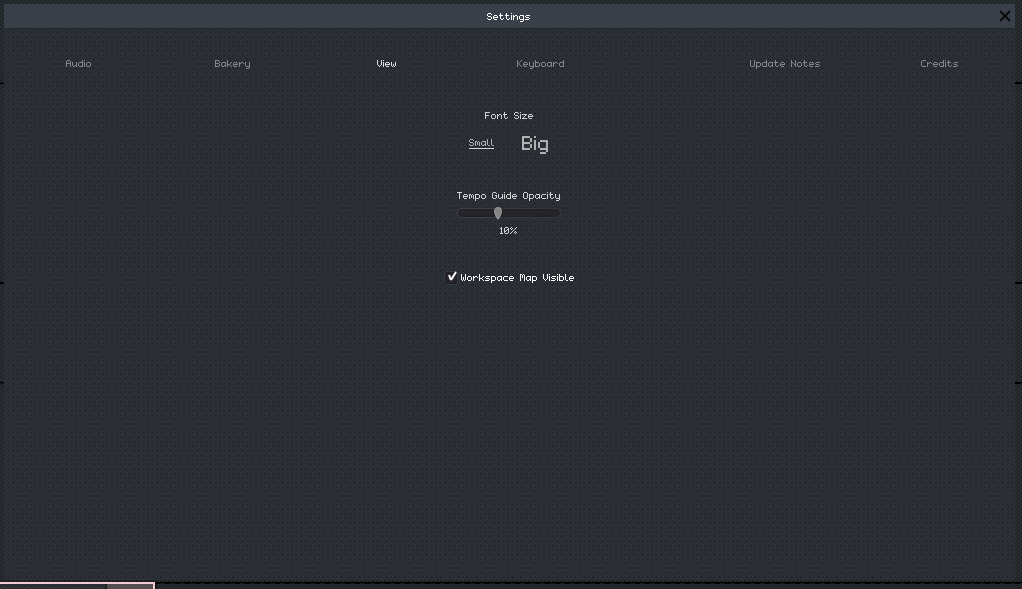 Settings
Audio Bakery View Keyboard Update Notes Credits
Font Size
Small Big
Tempo Guide Opacity
10%
Workspace Map Visible